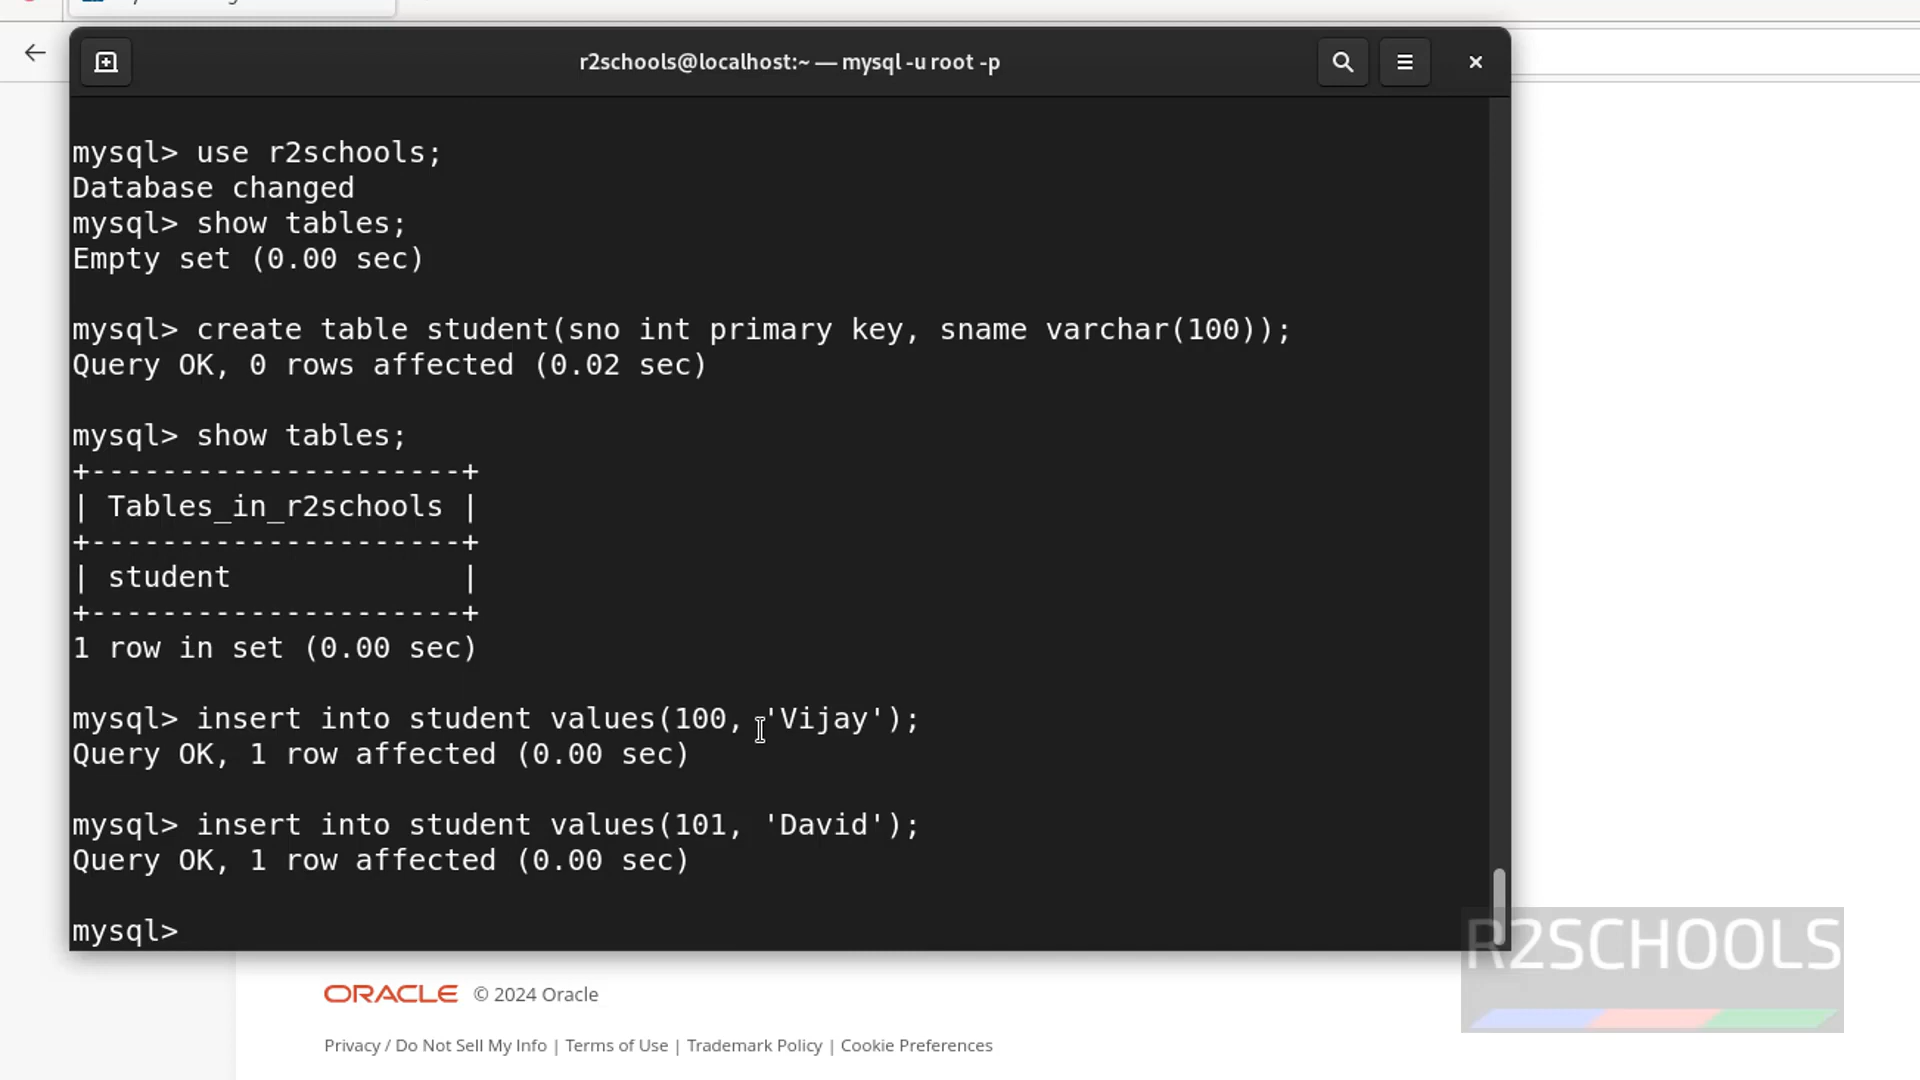 r2schools@localhost:~ — mysql -u root -p
mysql> use r2schools;
Database changed
mysql> show tables;
Empty set (0.00 sec)
mysql> create table student(sno int primary key, sname varchar(100));
Query OK, 0 rows affected (0.02 sec)
mysql> show tables;
+---------------------+
| Tables_in_r2schools |
+---------------------+
| student             |
+---------------------+
1 row in set (0.00 sec)
mysql> insert into student values(100, 'Vijay');
Query OK, 1 row affected (0.00 sec)
mysql> insert into student values(101, 'David');
Query OK, 1 row affected (0.00 sec)
mysql>
R2SCHOOLS
ORACLE © 2024 Oracle
Privacy / Do Not Sell My Info | Terms of Use | Trademark Policy | Cookie Preferences